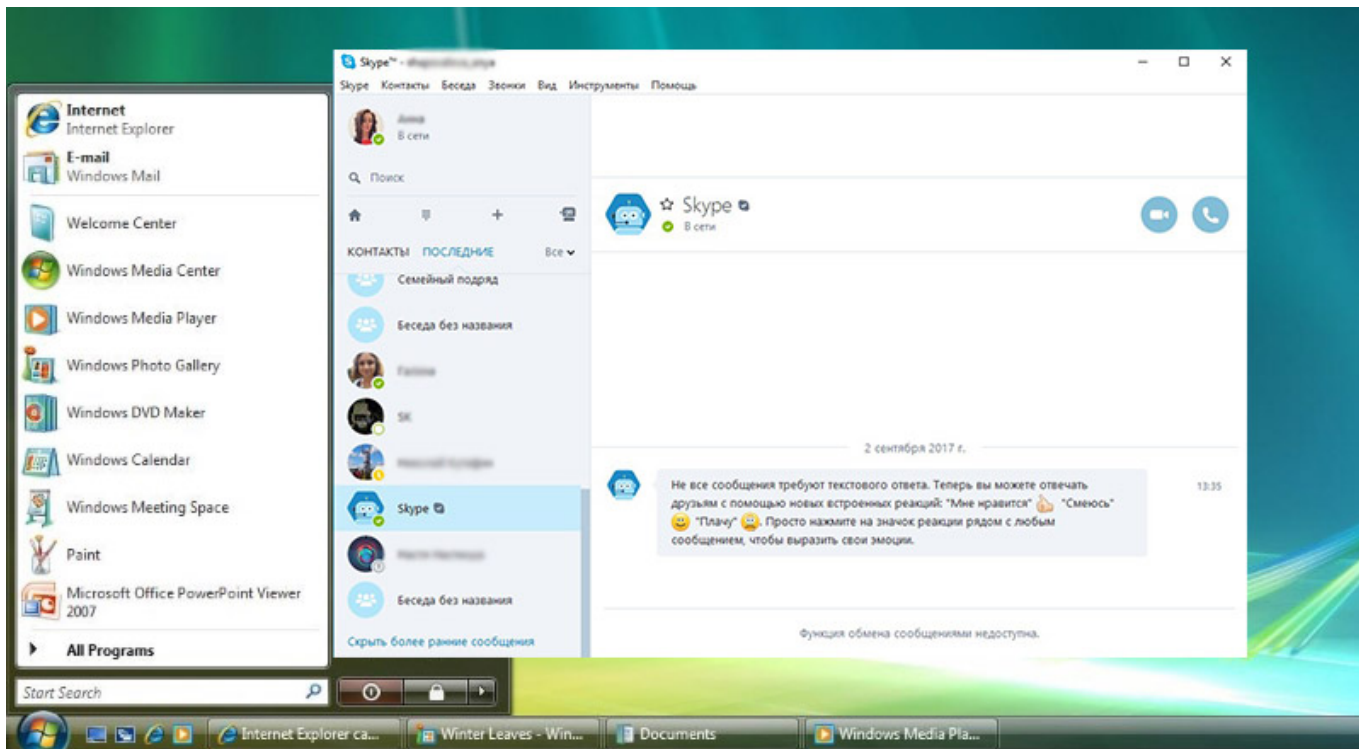 Internet
Internet Explorer
E-mail
Windows Mail
Welcome Center
Windows Media Center
Windows Media Player
Windows Photo Gallery
Windows DVD Maker
Windows Calendar
Windows Meeting Space
Paint
Microsoft Office PowerPoint Viewer
2007
All Programs
Start Search
Skype™ -
Skype Контакты Беседа Звонки Вид Инструменты Помощь
Анна
В сети
Поиск
КОНТАКТЫ ПОСЛЕДНИЕ Все
Семейный подряд
Беседа без названия
Галина
SK
Skype
Беседа без названия
Скрыть более ранние сообщения
Skype
В сети
2 сентября 2017 г.
Не все сообщения требуют текстового ответа. Теперь вы можете отвечать
друзьям с помощью новых встроенных реакций: "Мне нравится" "Смеюсь"
"Плачу" . Просто нажмите на значок реакции рядом с любым
сообщением, чтобы выразить свои эмоции.
13:35
Функция обмена сообщениями недоступна.
Internet Explorer ca...
Winter Leaves - Win...
Documents
Windows Media Pla...